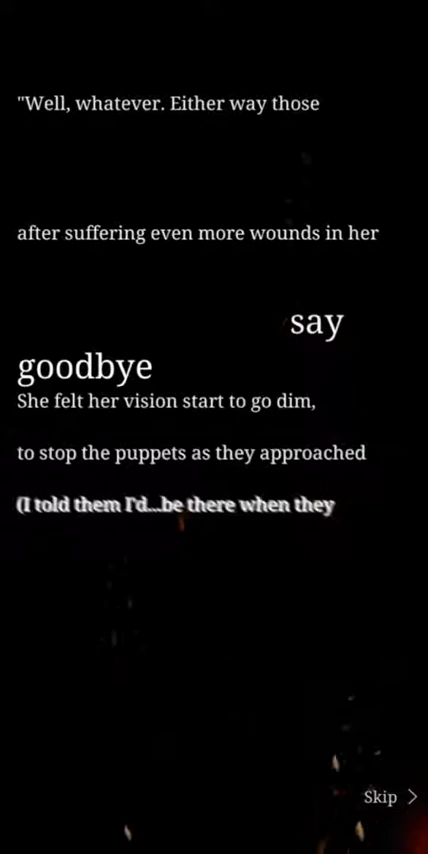 "Well, whatever. Either way those
after suffering even more wounds in her
say
goodbye
She felt her vision start to go dim,
to stop the puppets as they approached
(I told them I'd...be there when they
Skip